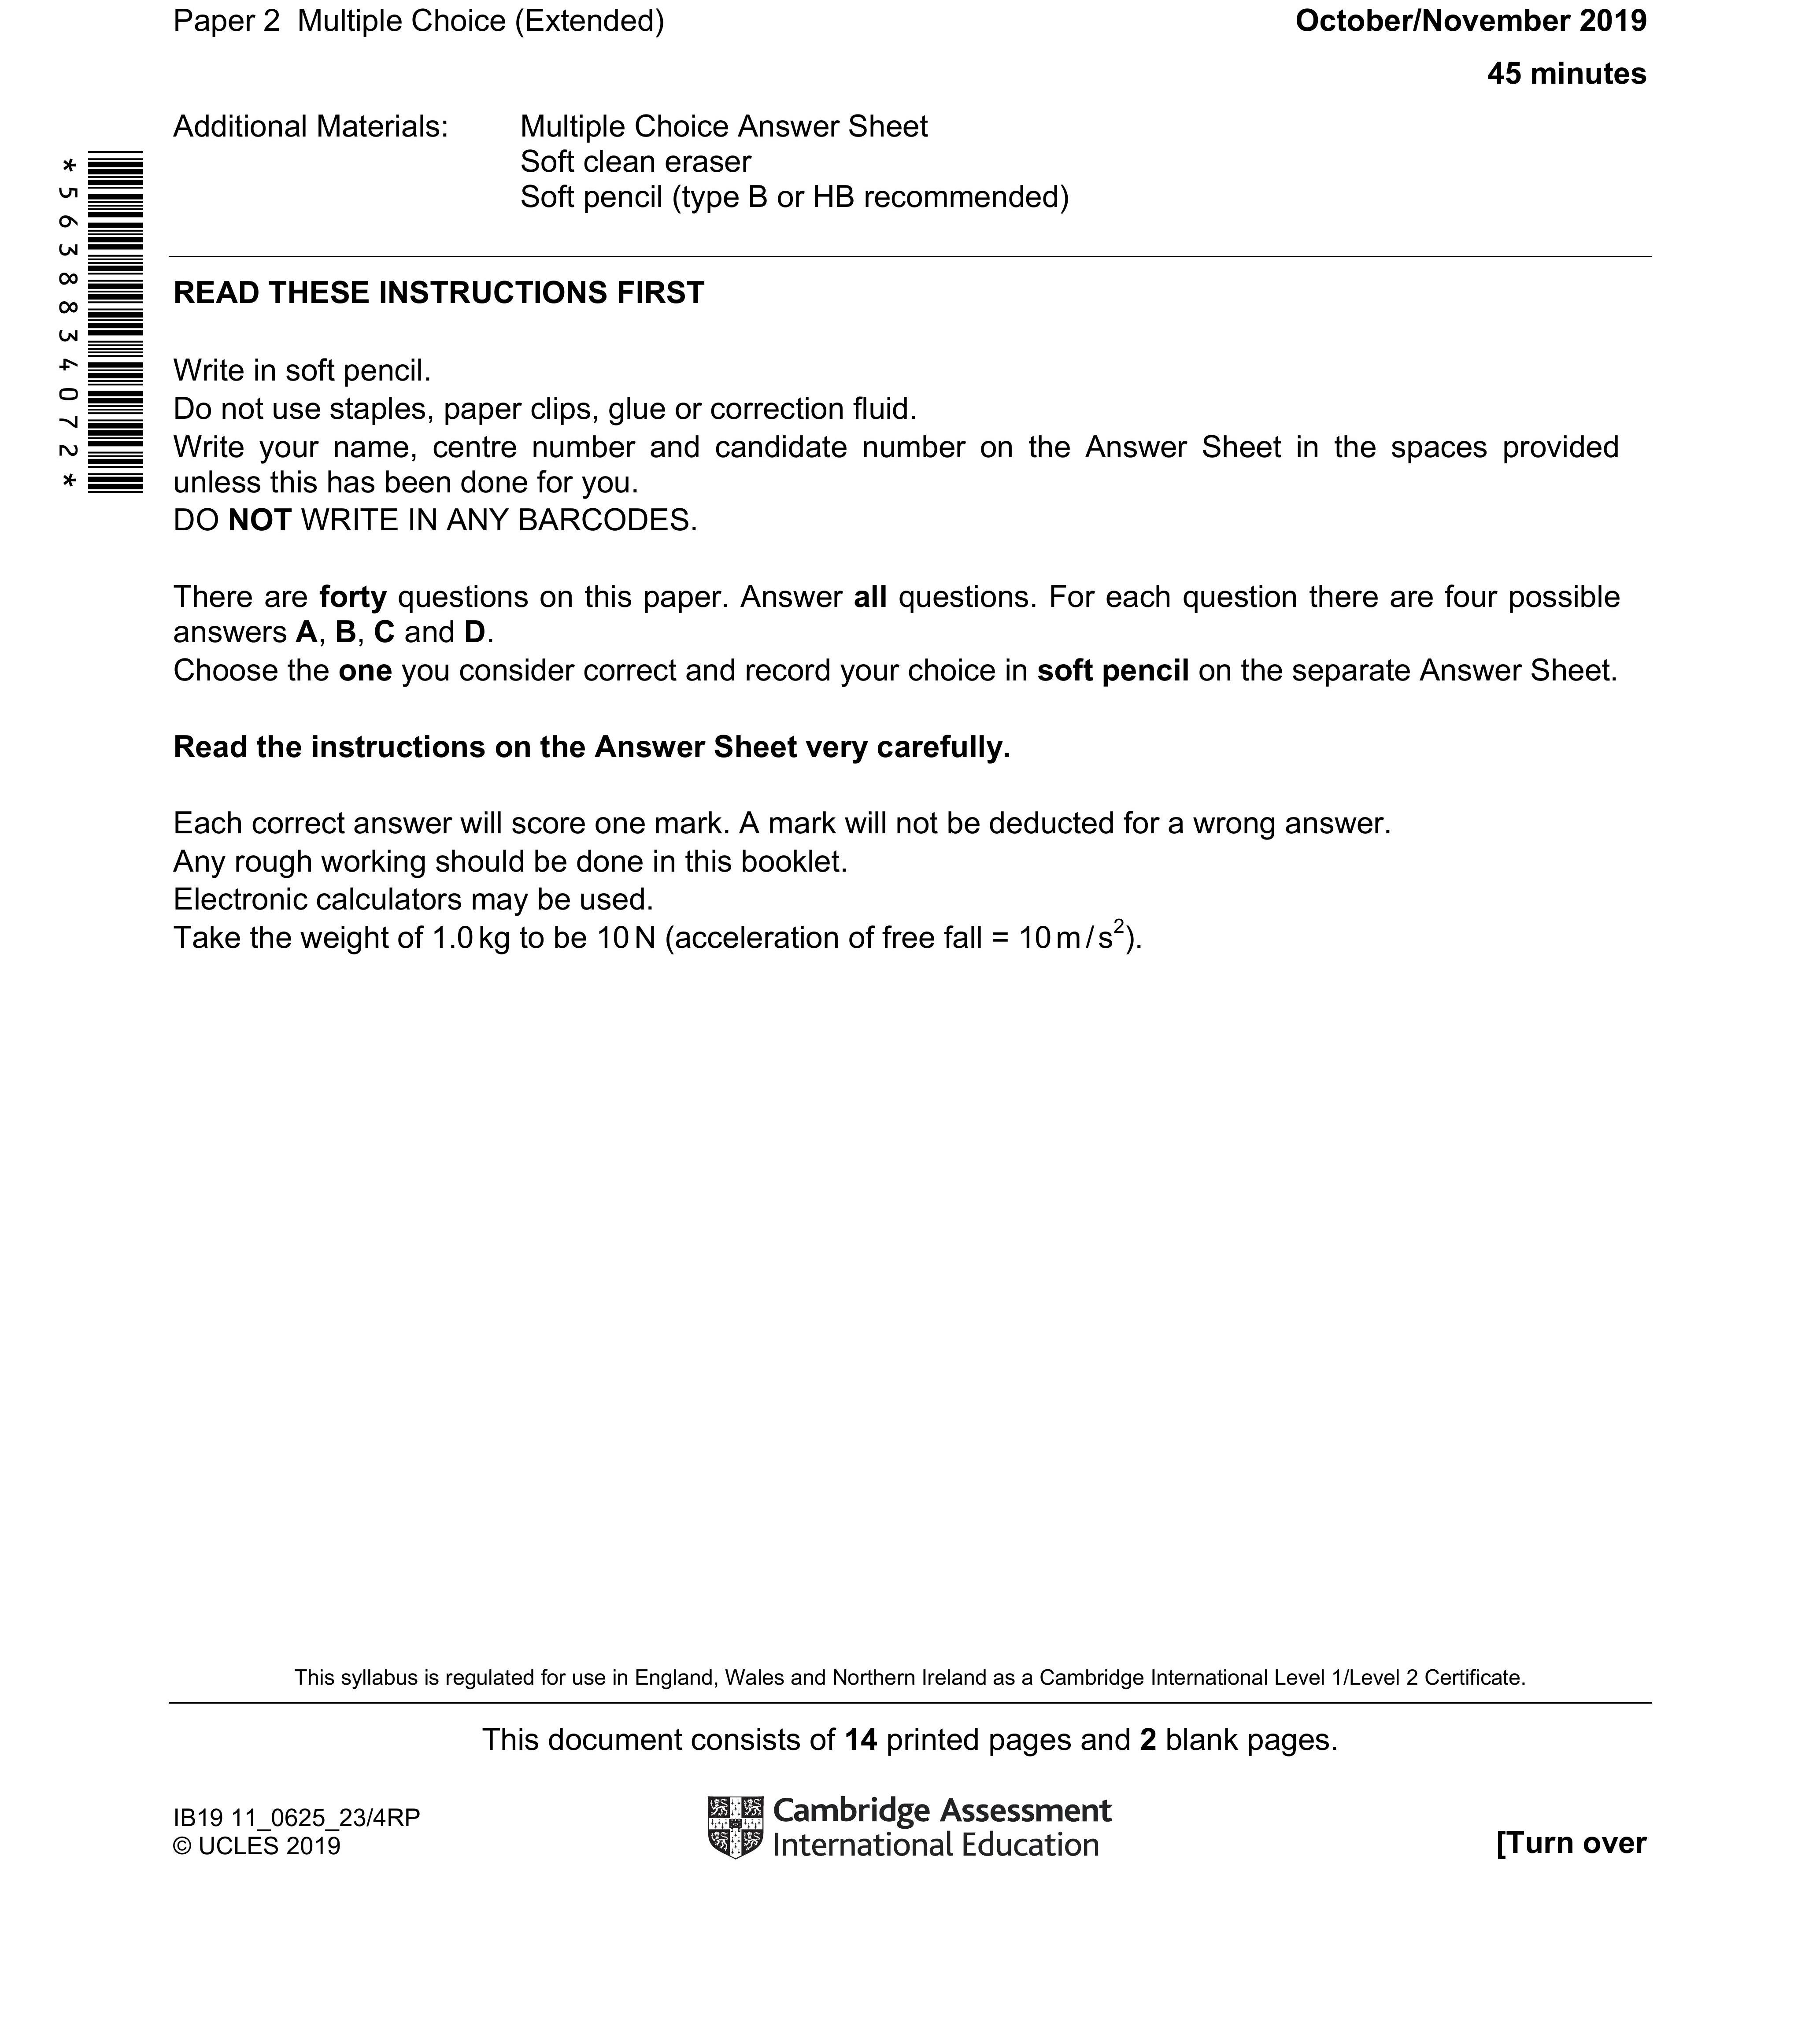 Paper 2  Multiple Choice (Extended)
October/November 2019
45 minutes
Additional Materials:
Multiple Choice Answer Sheet
Soft clean eraser
Soft pencil (type B or HB recommended)
*5638834072*
READ THESE INSTRUCTIONS FIRST
Write in soft pencil.
Do not use staples, paper clips, glue or correction fluid.
Write your name, centre number and candidate number on the Answer Sheet in the spaces provided
unless this has been done for you.
DO NOT WRITE IN ANY BARCODES.
There are forty questions on this paper. Answer all questions. For each question there are four possible
answers A, B, C and D.
Choose the one you consider correct and record your choice in soft pencil on the separate Answer Sheet.
Read the instructions on the Answer Sheet very carefully.
Each correct answer will score one mark. A mark will not be deducted for a wrong answer.
Any rough working should be done in this booklet.
Electronic calculators may be used.
Take the weight of 1.0 kg to be 10 N (acceleration of free fall = 10 m / s²).
This syllabus is regulated for use in England, Wales and Northern Ireland as a Cambridge International Level 1/Level 2 Certificate.
This document consists of 14 printed pages and 2 blank pages.
IB19 11_0625_23/4RP
© UCLES 2019
Cambridge Assessment
International Education
[Turn over